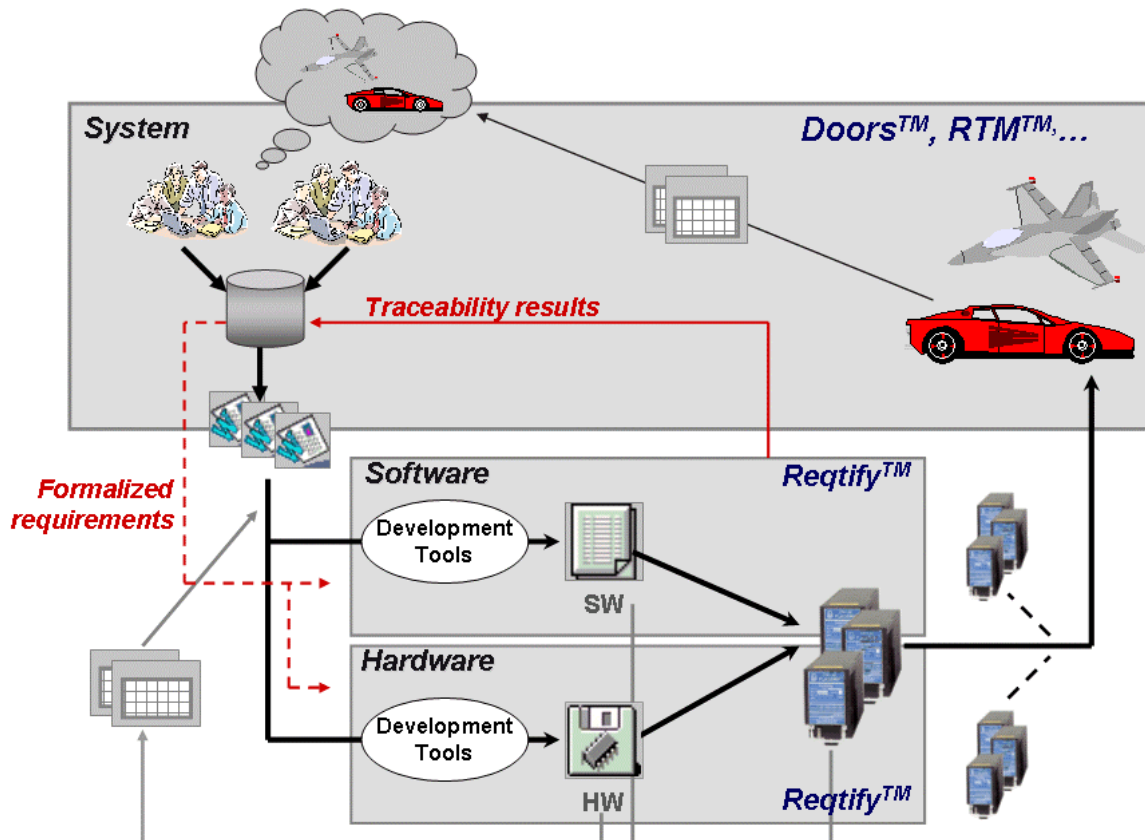 System
Doors™, RTM™,...
Traceability results
Formalized
requirements
Software
Reqtify™
Development
Tools
SW
Hardware
Development
Tools
HW
Reqtify™